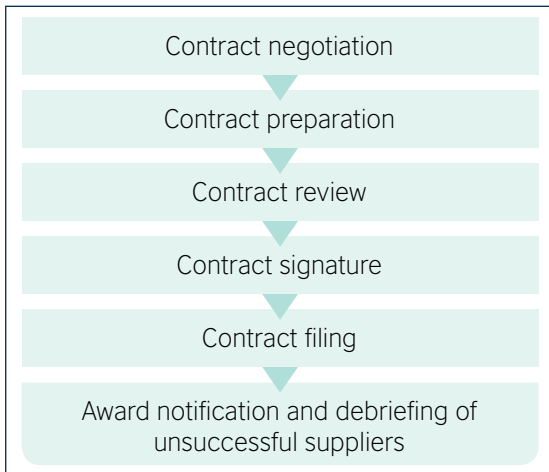 Contract negotiation
Contract preparation
Contract review
Contract signature
Contract filing
Award notification and debriefing of
unsuccessful suppliers